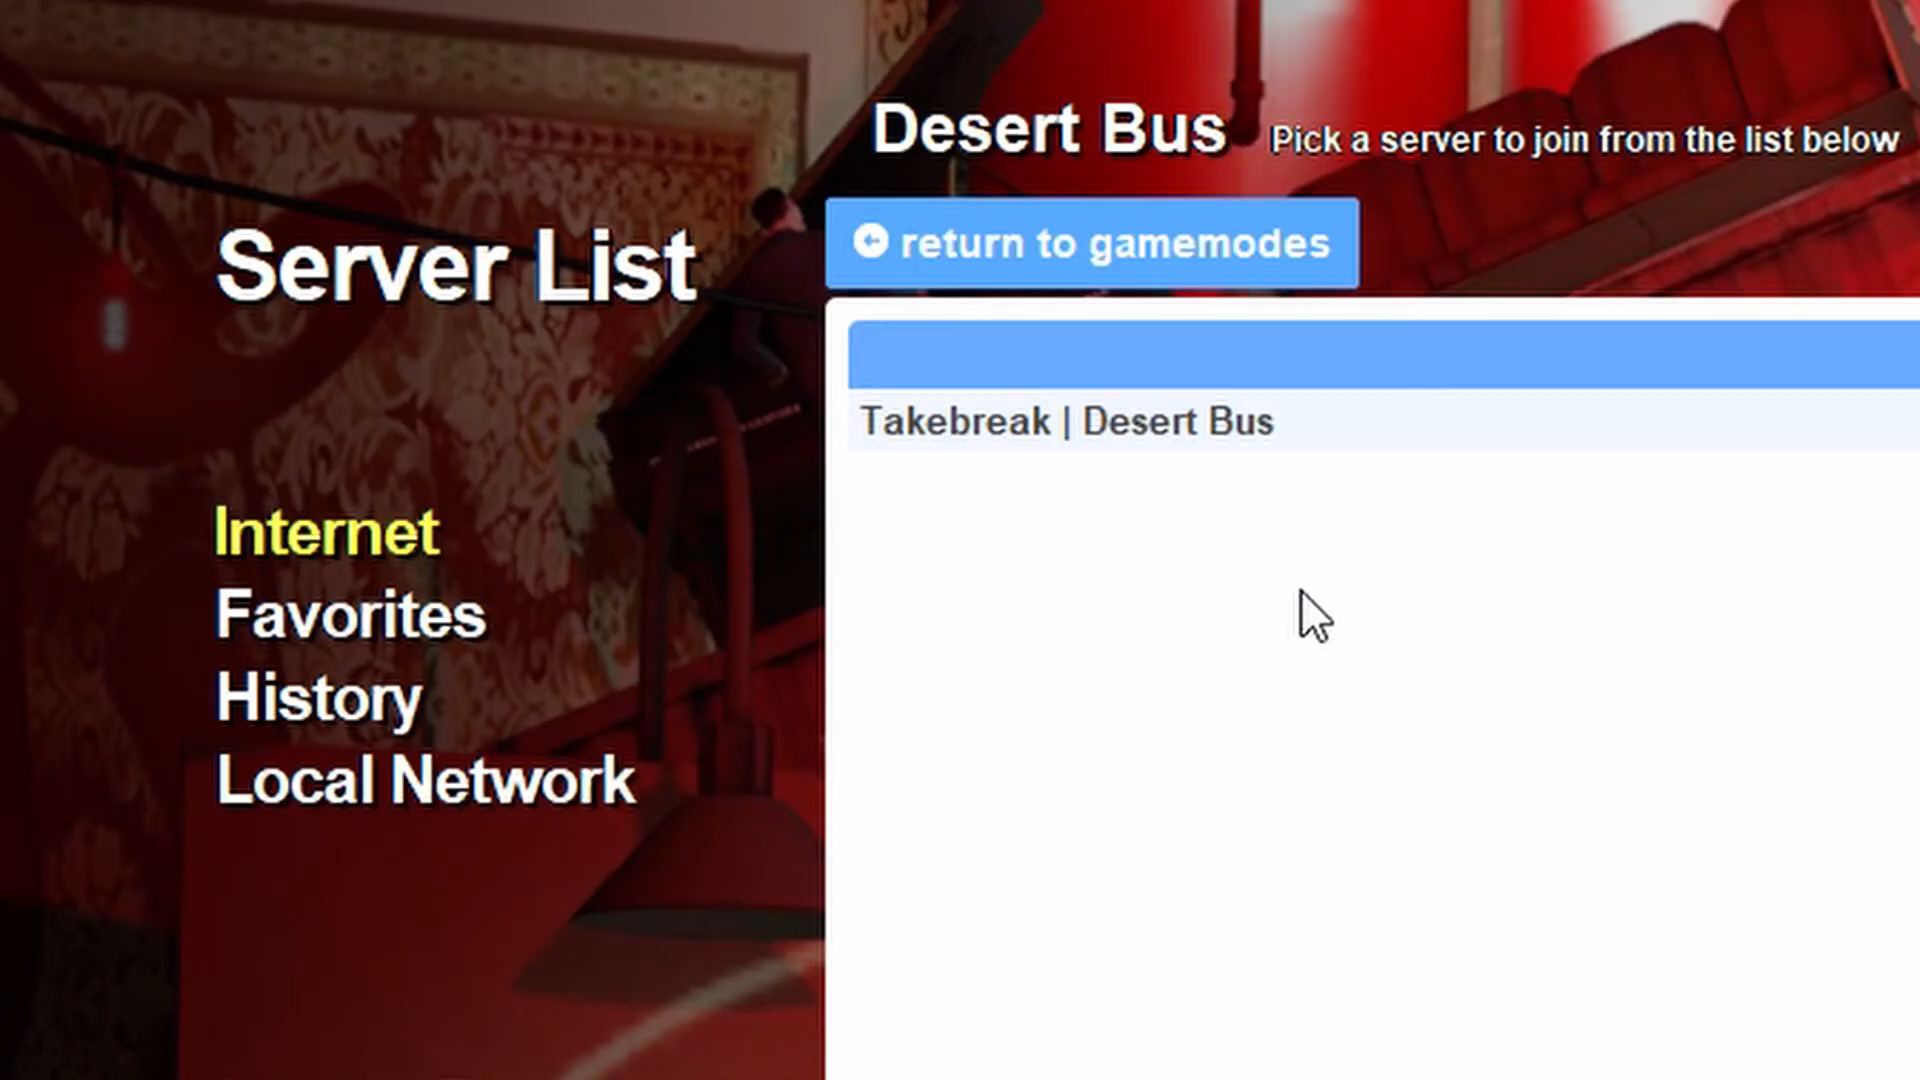 Server List
Internet
Favorites
History
Local Network
Desert Bus Pick a server to join from the list below
return to gamemodes
Takebreak | Desert Bus